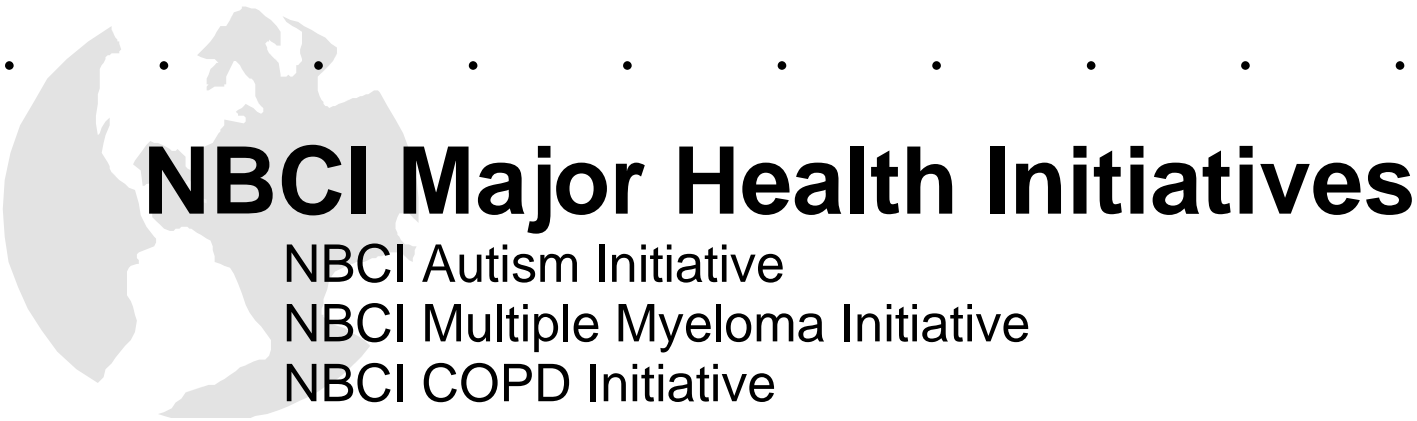 NBCI Major Health Initiatives
NBCI Autism Initiative
NBCI Multiple Myeloma Initiative
NBCI COPD Initiative